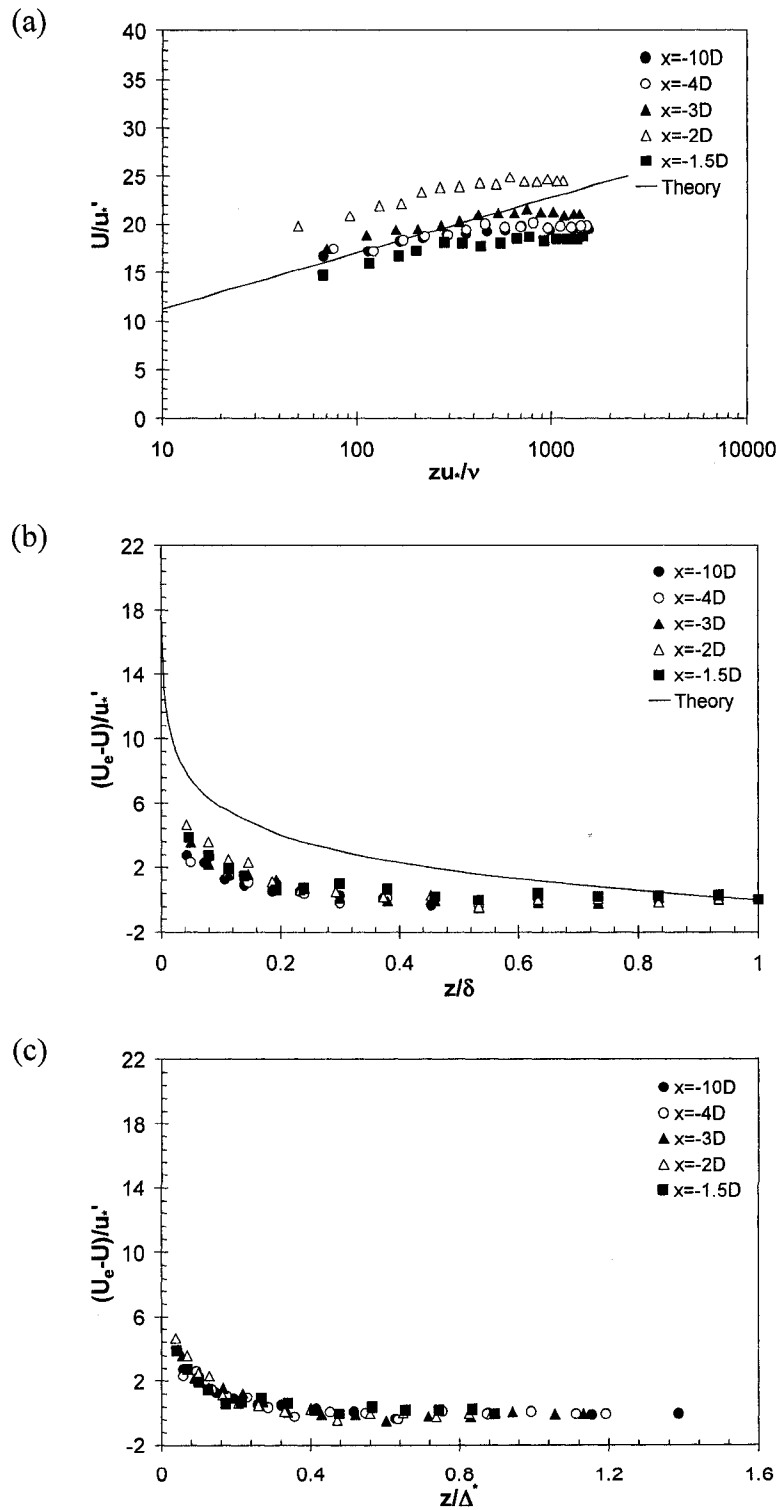 (a)
40
35
30
25
20
15
10
5
0
U/u*'
10
100
1000
10000
zu*/ν
x=-10D
x=-4D
x=-3D
x=-2D
x=-1.5D
Theory
(b)
22
18
14
10
6
2
-2
(Ue-U)/u*'
0
0.2
0.4
0.6
0.8
1
z/δ
x=-10D
x=-4D
x=-3D
x=-2D
x=-1.5D
Theory
(c)
22
18
14
10
6
2
-2
(Ue-U)/u*'
0
0.4
0.8
1.2
1.6
z/Δ*
x=-10D
x=-4D
x=-3D
x=-2D
x=-1.5D